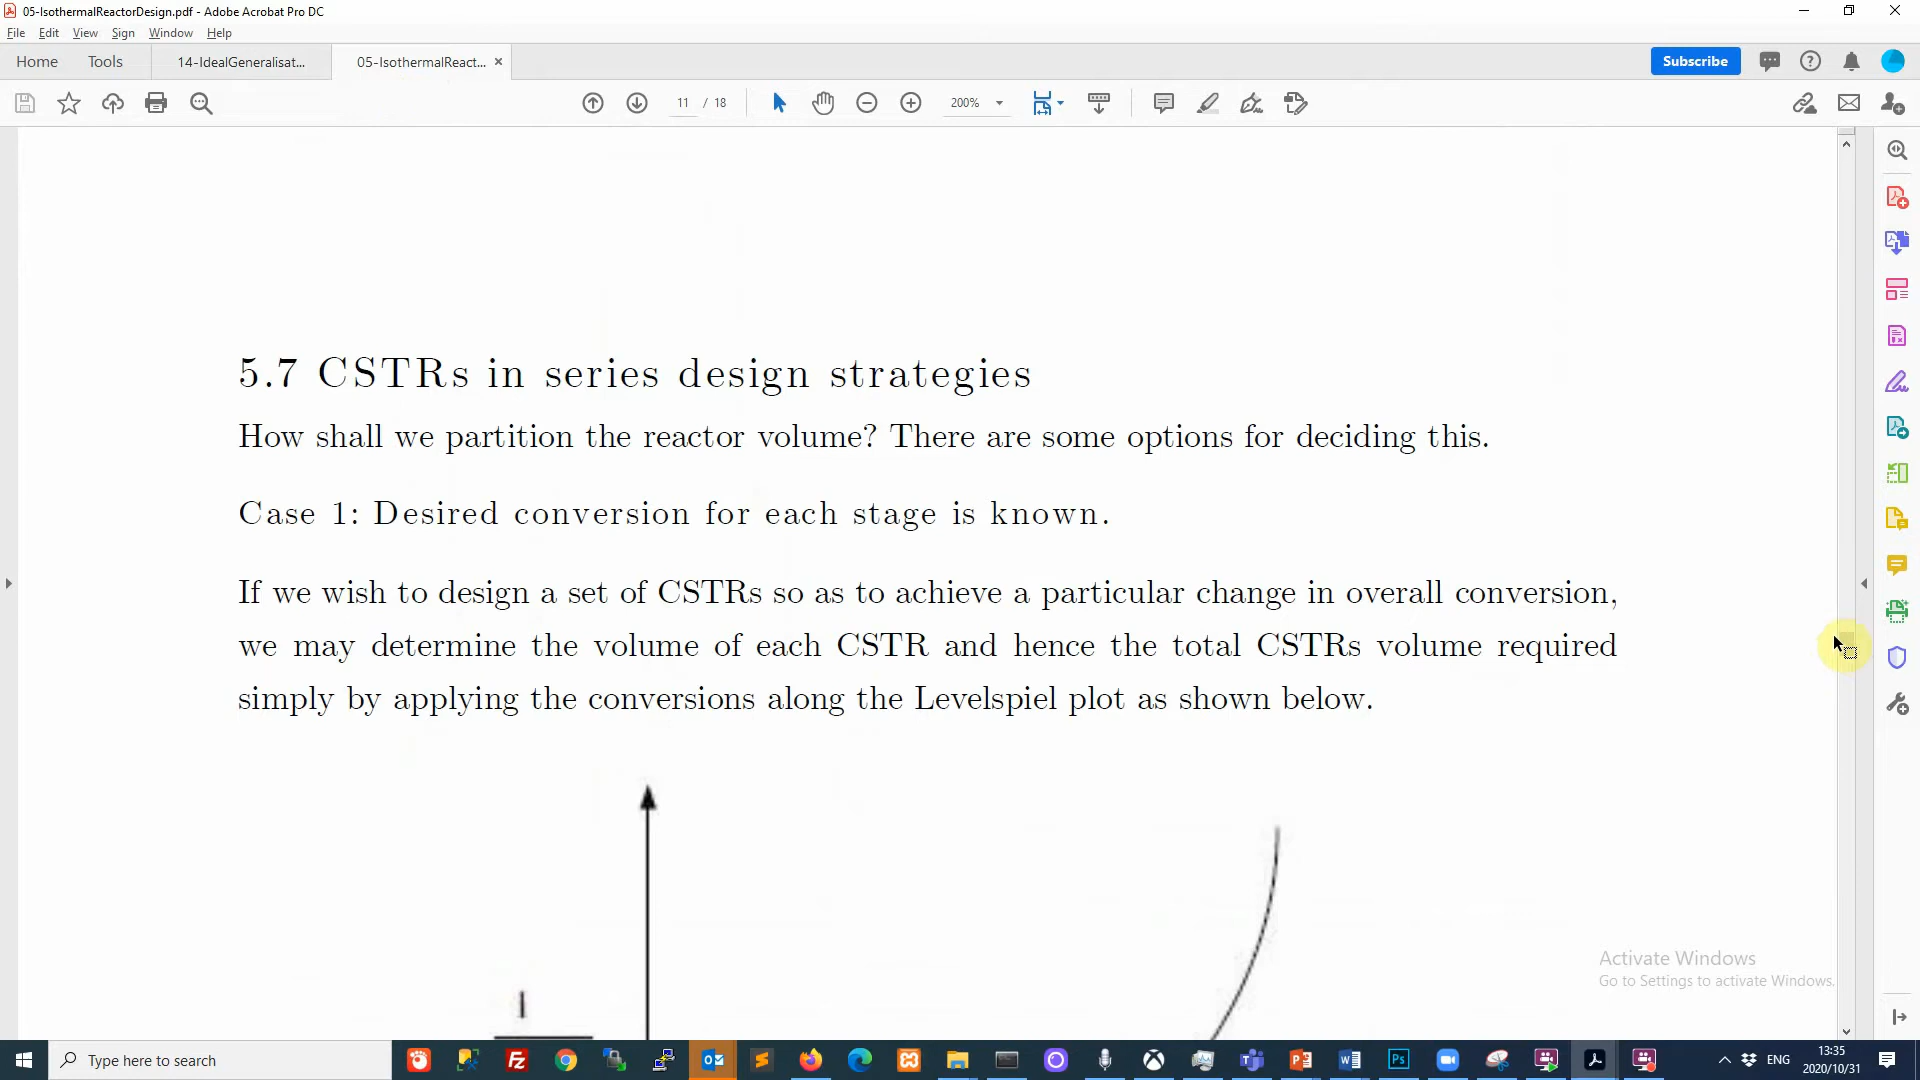 05-IsothermalReactorDesign.pdf - Adobe Acrobat Pro DC
File Edit View Sign Window Help
Home Tools 14-IdealGeneralisat... 05-IsothermalReact... × Subscribe
11 / 18 200%
5.7 CSTRs in series design strategies
How shall we partition the reactor volume? There are some options for deciding this.
Case 1: Desired conversion for each stage is known.
If we wish to design a set of CSTRs so as to achieve a particular change in overall conversion,
we may determine the volume of each CSTR and hence the total CSTRs volume required
simply by applying the conversions along the Levelspiel plot as shown below.
1
Activate Windows
Go to Settings to activate Windows.
Type here to search
ENG
13:35
2020/10/31